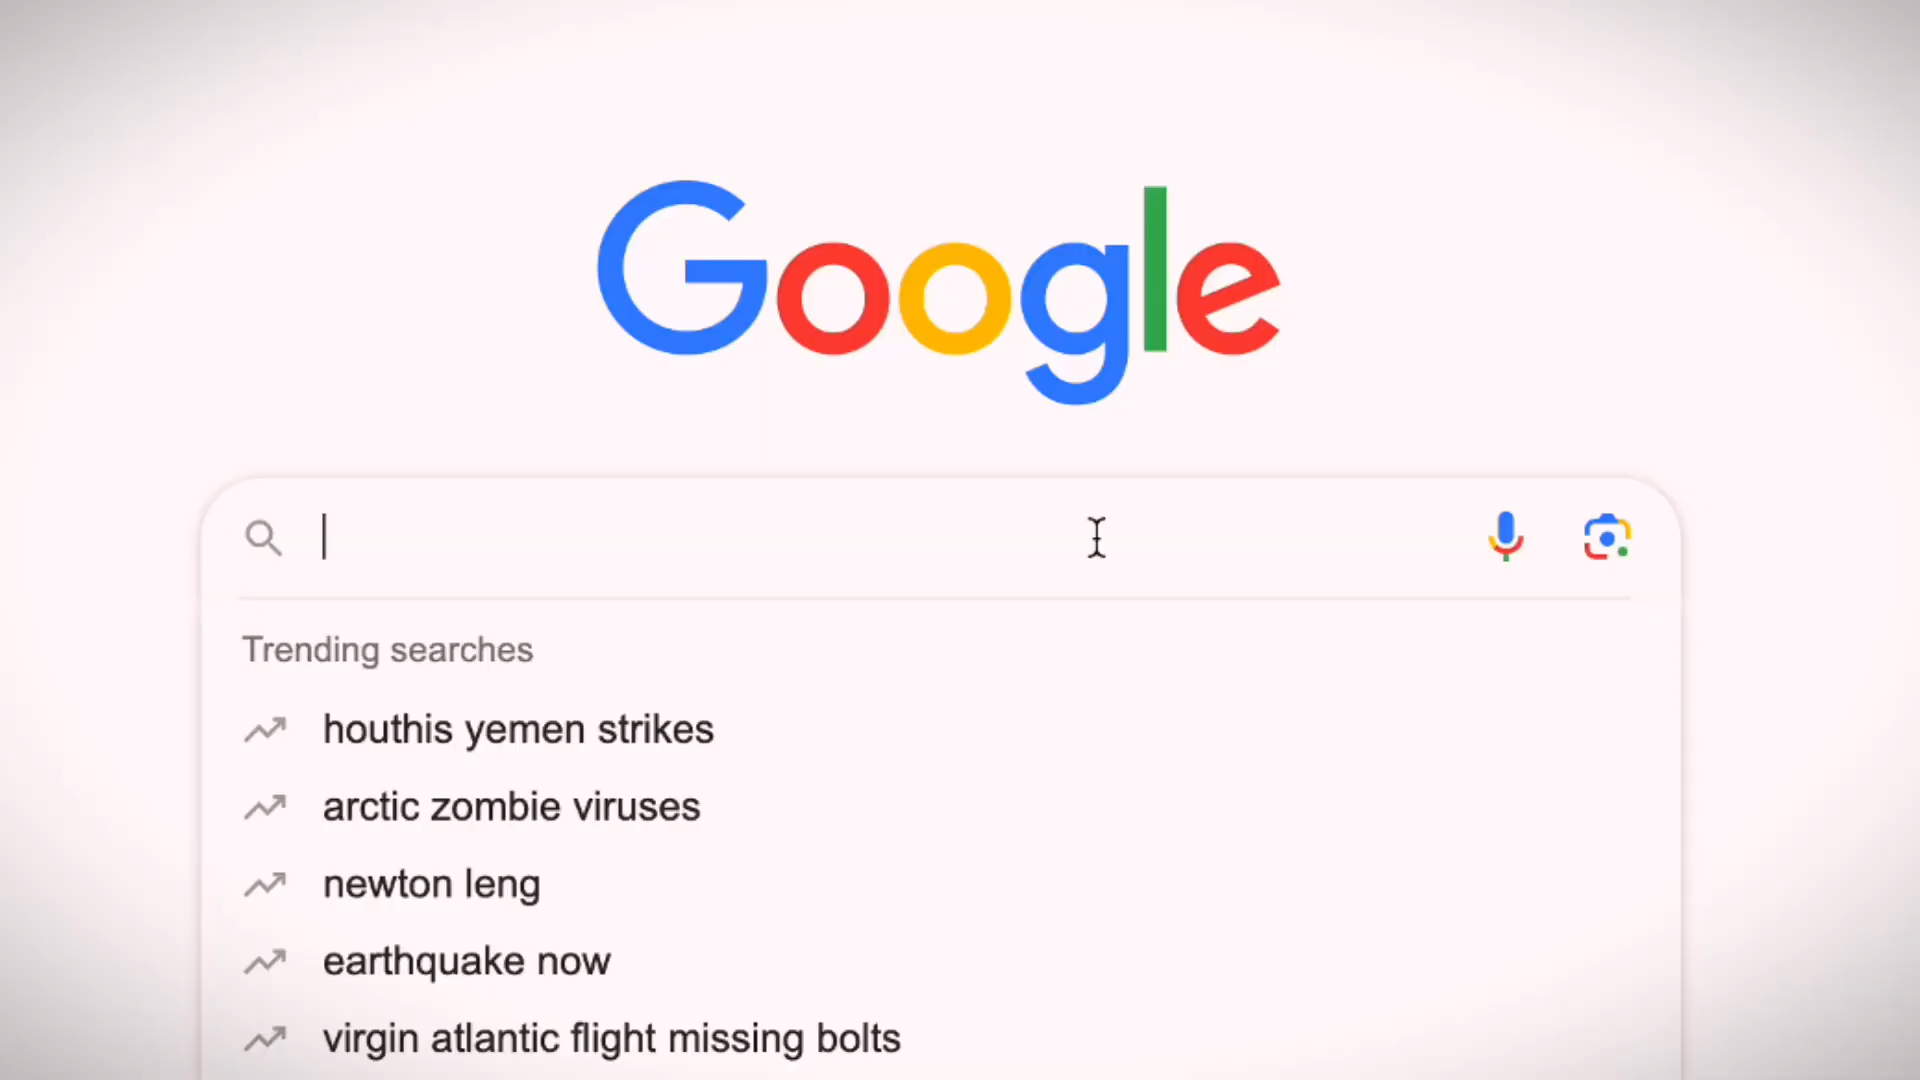 Google
Trending searches
houthis yemen strikes
arctic zombie viruses
newton leng
earthquake now
virgin atlantic flight missing bolts